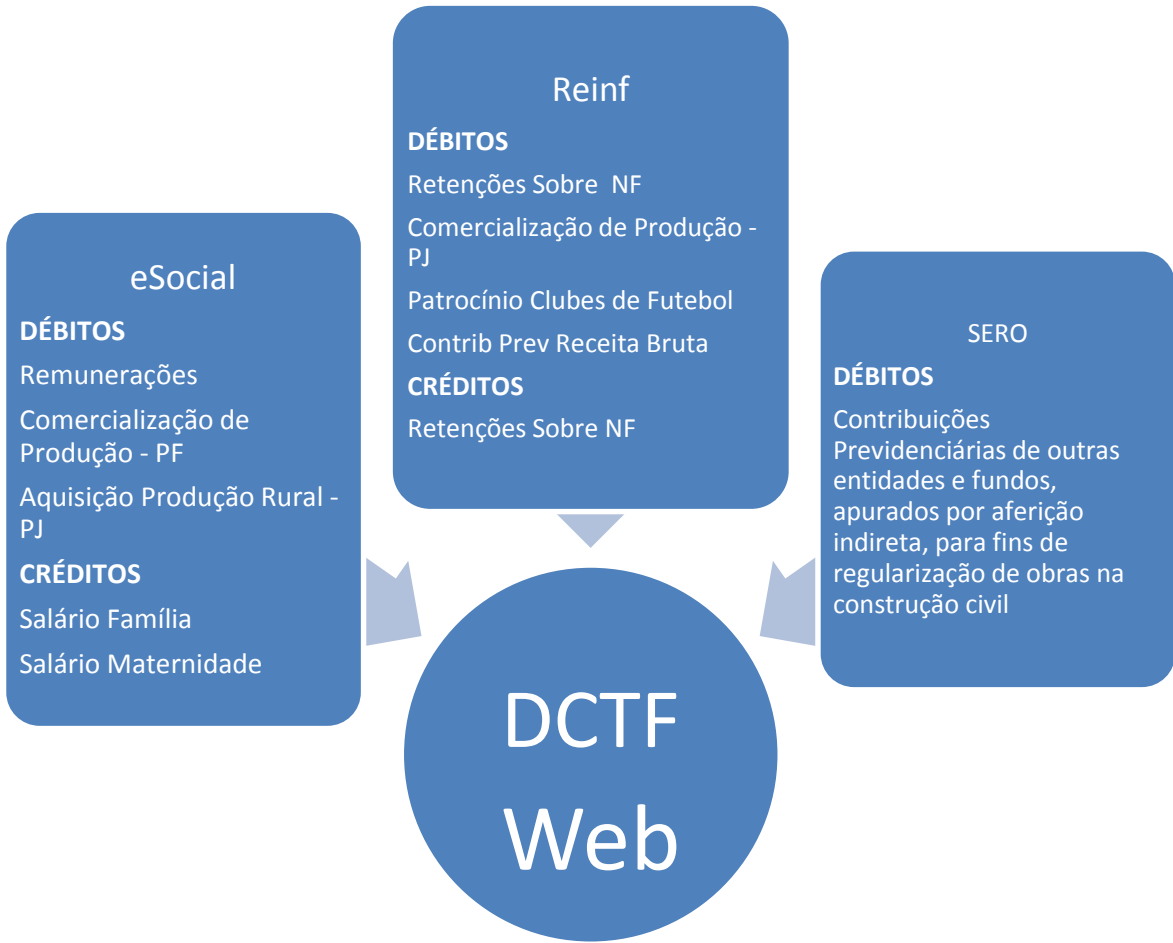 eSocial
DÉBITOS
Remunerações
Comercialização de
Produção - PF
Aquisição Produção Rural -
PJ
CRÉDITOS
Salário Família
Salário Maternidade
Reinf
DÉBITOS
Retenções Sobre NF
Comercialização de Produção -
PJ
Patrocínio Clubes de Futebol
Contrib Prev Receita Bruta
CRÉDITOS
Retenções Sobre NF
SERO
DÉBITOS
Contribuições
Previdenciárias de outras
entidades e fundos,
apurados por aferição
indireta, para fins de
regularização de obras na
construção civil
DCTF
Web